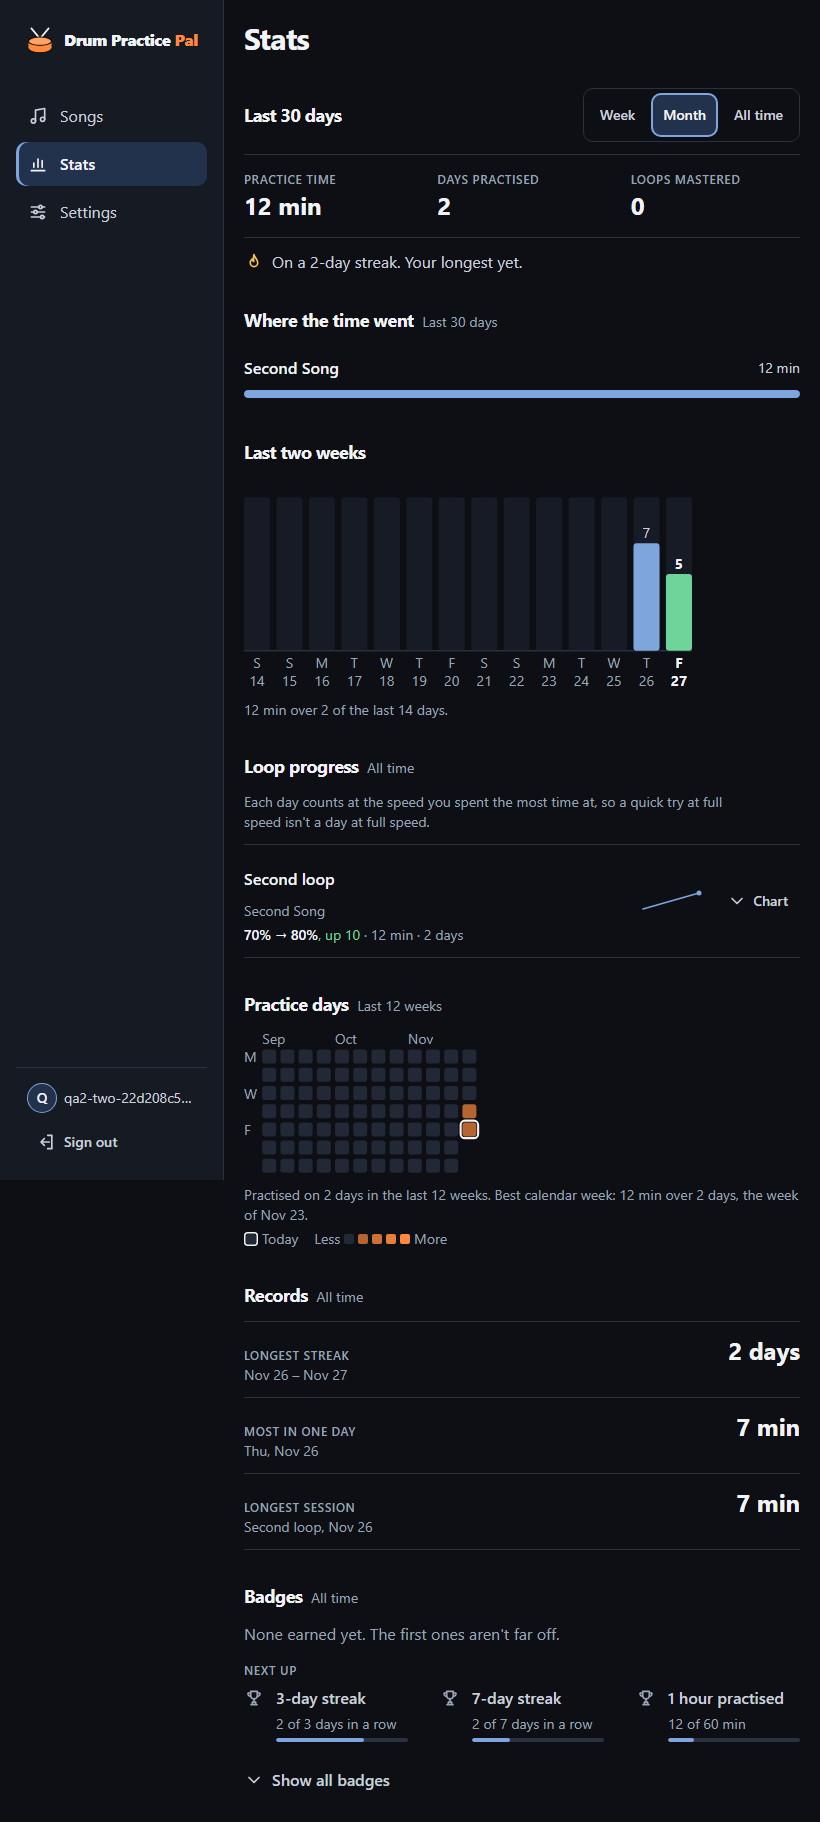 Drum Practice Pal
Songs
Stats
Settings
Q qa2-two-22d208c5...
Sign out
Stats
Last 30 days
Week Month All time
PRACTICE TIME DAYS PRACTISED LOOPS MASTERED
12 min 2 0
On a 2-day streak. Your longest yet.
Where the time went Last 30 days
Second Song 12 min
Last two weeks
7
5
S S M T W T F S S M T W T F
14 15 16 17 18 19 20 21 22 23 24 25 26 27
12 min over 2 of the last 14 days.
Loop progress All time
Each day counts at the speed you spent the most time at, so a quick try at full
speed isn't a day at full speed.
Second loop
Second Song
70% → 80%, up 10 · 12 min · 2 days
Chart
Practice days Last 12 weeks
Sep Oct Nov
M
W
F
Practised on 2 days in the last 12 weeks. Best calendar week: 12 min over 2 days, the week
of Nov 23.
Today Less More
Records All time
LONGEST STREAK 2 days
Nov 26 – Nov 27
MOST IN ONE DAY 7 min
Thu, Nov 26
LONGEST SESSION 7 min
Second loop, Nov 26
Badges All time
None earned yet. The first ones aren't far off.
NEXT UP
3-day streak 7-day streak 1 hour practised
2 of 3 days in a row 2 of 7 days in a row 12 of 60 min
Show all badges